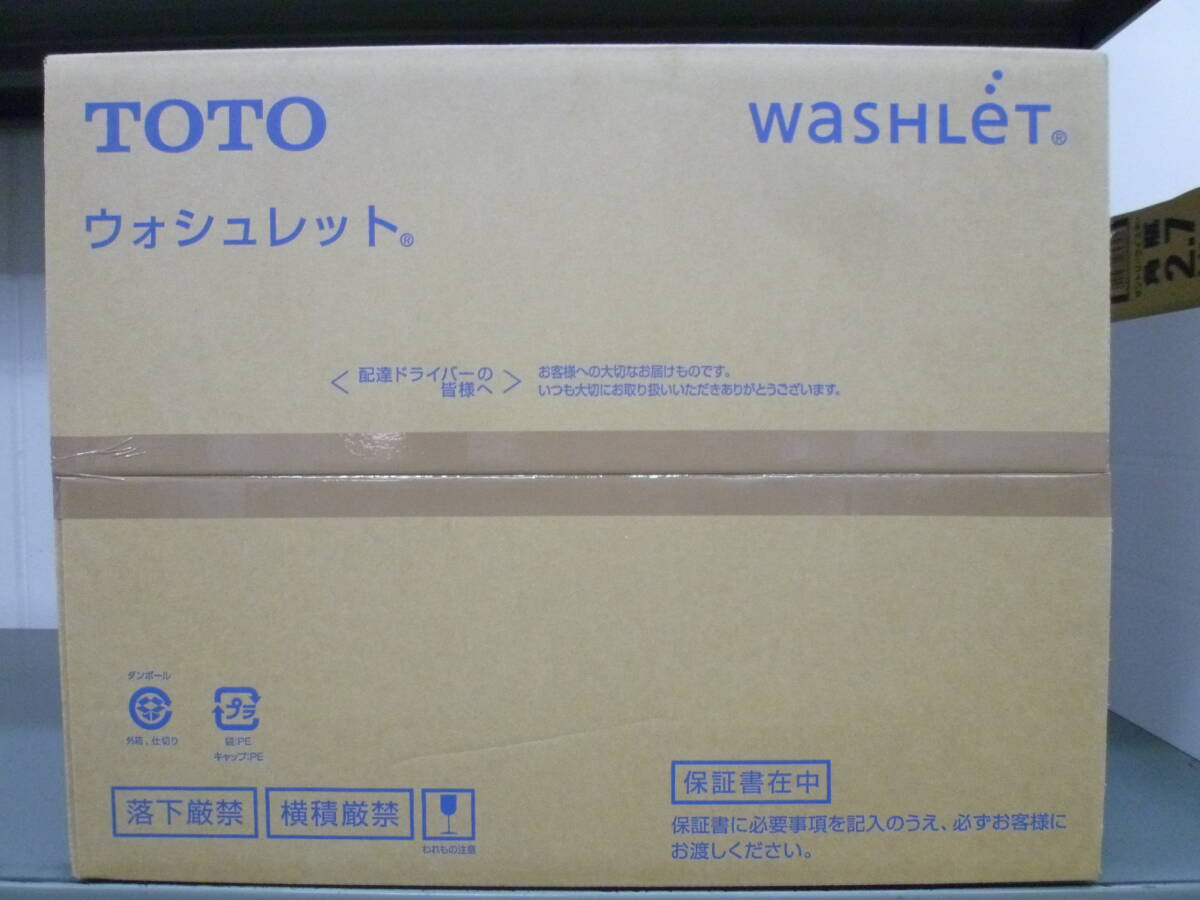 TOTO
WASHLET®
ウォシュレット®
＜ 配達ドライバーの
皆様へ ＞
お客様への大切なお届けものです。
いつも大切にお取り扱いいただきありがとうございます。
ダンボール
外箱、仕切り
プラ
袋:PE
キャップ:PE
落下厳禁
横積厳禁
われもの注意
保証書在中
保証書に必要事項を記入のうえ、必ずお客様に
お渡しください。
2.7